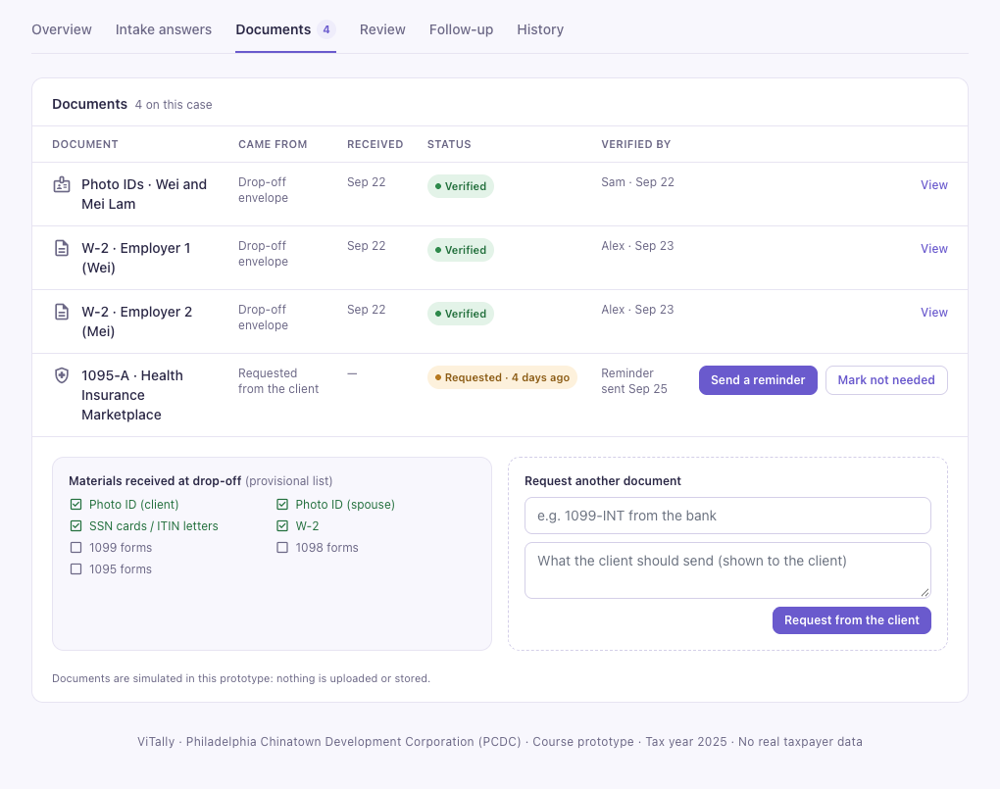 Overview Intake answers Documents 4 Review Follow-up History
Documents 4 on this case
DOCUMENT CAME FROM RECEIVED STATUS VERIFIED BY
Photo IDs · Wei and Mei Lam
Drop-off envelope
Sep 22
Verified
Sam · Sep 22
View
W-2 · Employer 1 (Wei)
Drop-off envelope
Sep 22
Verified
Alex · Sep 23
View
W-2 · Employer 2 (Mei)
Drop-off envelope
Sep 22
Verified
Alex · Sep 23
View
1095-A · Health Insurance Marketplace
Requested from the client
—
Requested · 4 days ago
Reminder sent Sep 25
Send a reminder
Mark not needed
Materials received at drop-off (provisional list)
Photo ID (client)
Photo ID (spouse)
SSN cards / ITIN letters
W-2
1099 forms
1098 forms
1095 forms
Request another document
e.g. 1099-INT from the bank
What the client should send (shown to the client)
Request from the client
Documents are simulated in this prototype: nothing is uploaded or stored.
ViTally · Philadelphia Chinatown Development Corporation (PCDC) · Course prototype · Tax year 2025 · No real taxpayer data